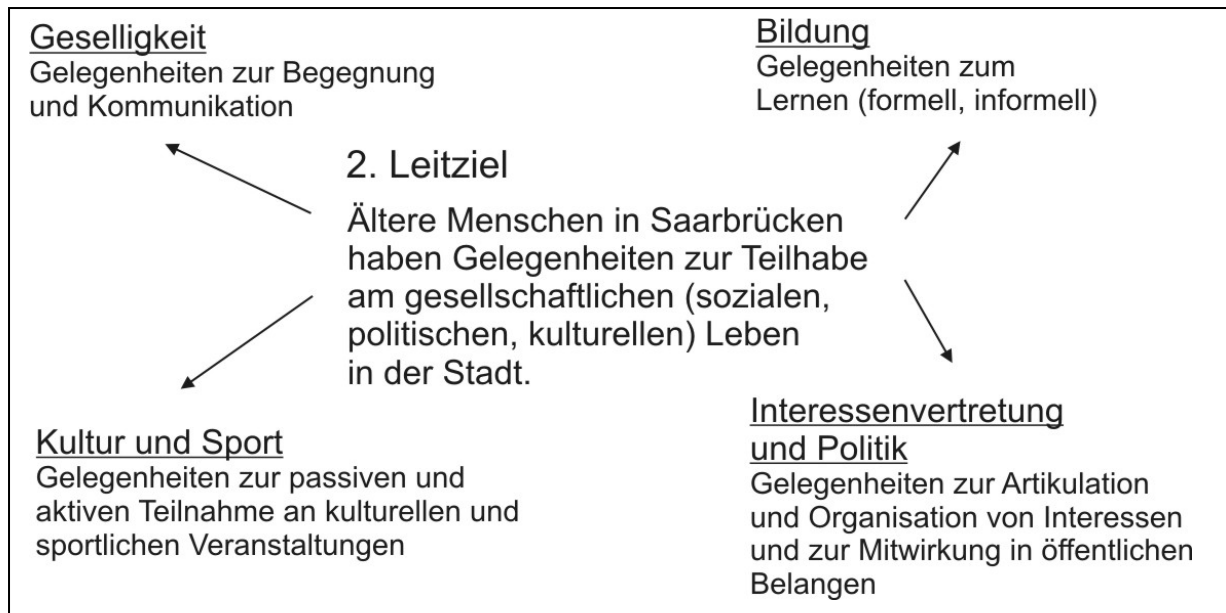 Geselligkeit
Gelegenheiten zur Begegnung
und Kommunikation
Bildung
Gelegenheiten zum
Lernen (formell, informell)
2. Leitziel
Ältere Menschen in Saarbrücken
haben Gelegenheiten zur Teilhabe
am gesellschaftlichen (sozialen,
politischen, kulturellen) Leben
in der Stadt.
Kultur und Sport
Gelegenheiten zur passiven und
aktiven Teilnahme an kulturellen und
sportlichen Veranstaltungen
Interessenvertretung
und Politik
Gelegenheiten zur Artikulation
und Organisation von Interessen
und zur Mitwirkung in öffentlichen
Belangen